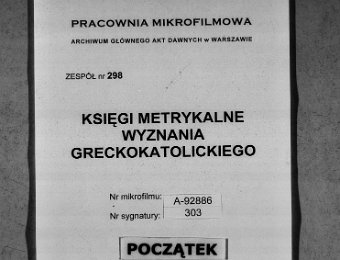 PRACOWNIA MIKROFILMOWA
ARCHIWUM GŁÓWNEGO AKT DAWNYCH w WARSZAWIE
ZESPÓŁ nr 298
KSIĘGI METRYKALNE
WYZNANIA
GRECKOKATOLICKIEGO
Nr mikrofilmu: A-92886
Nr sygnatury: 303
POCZĄTEK